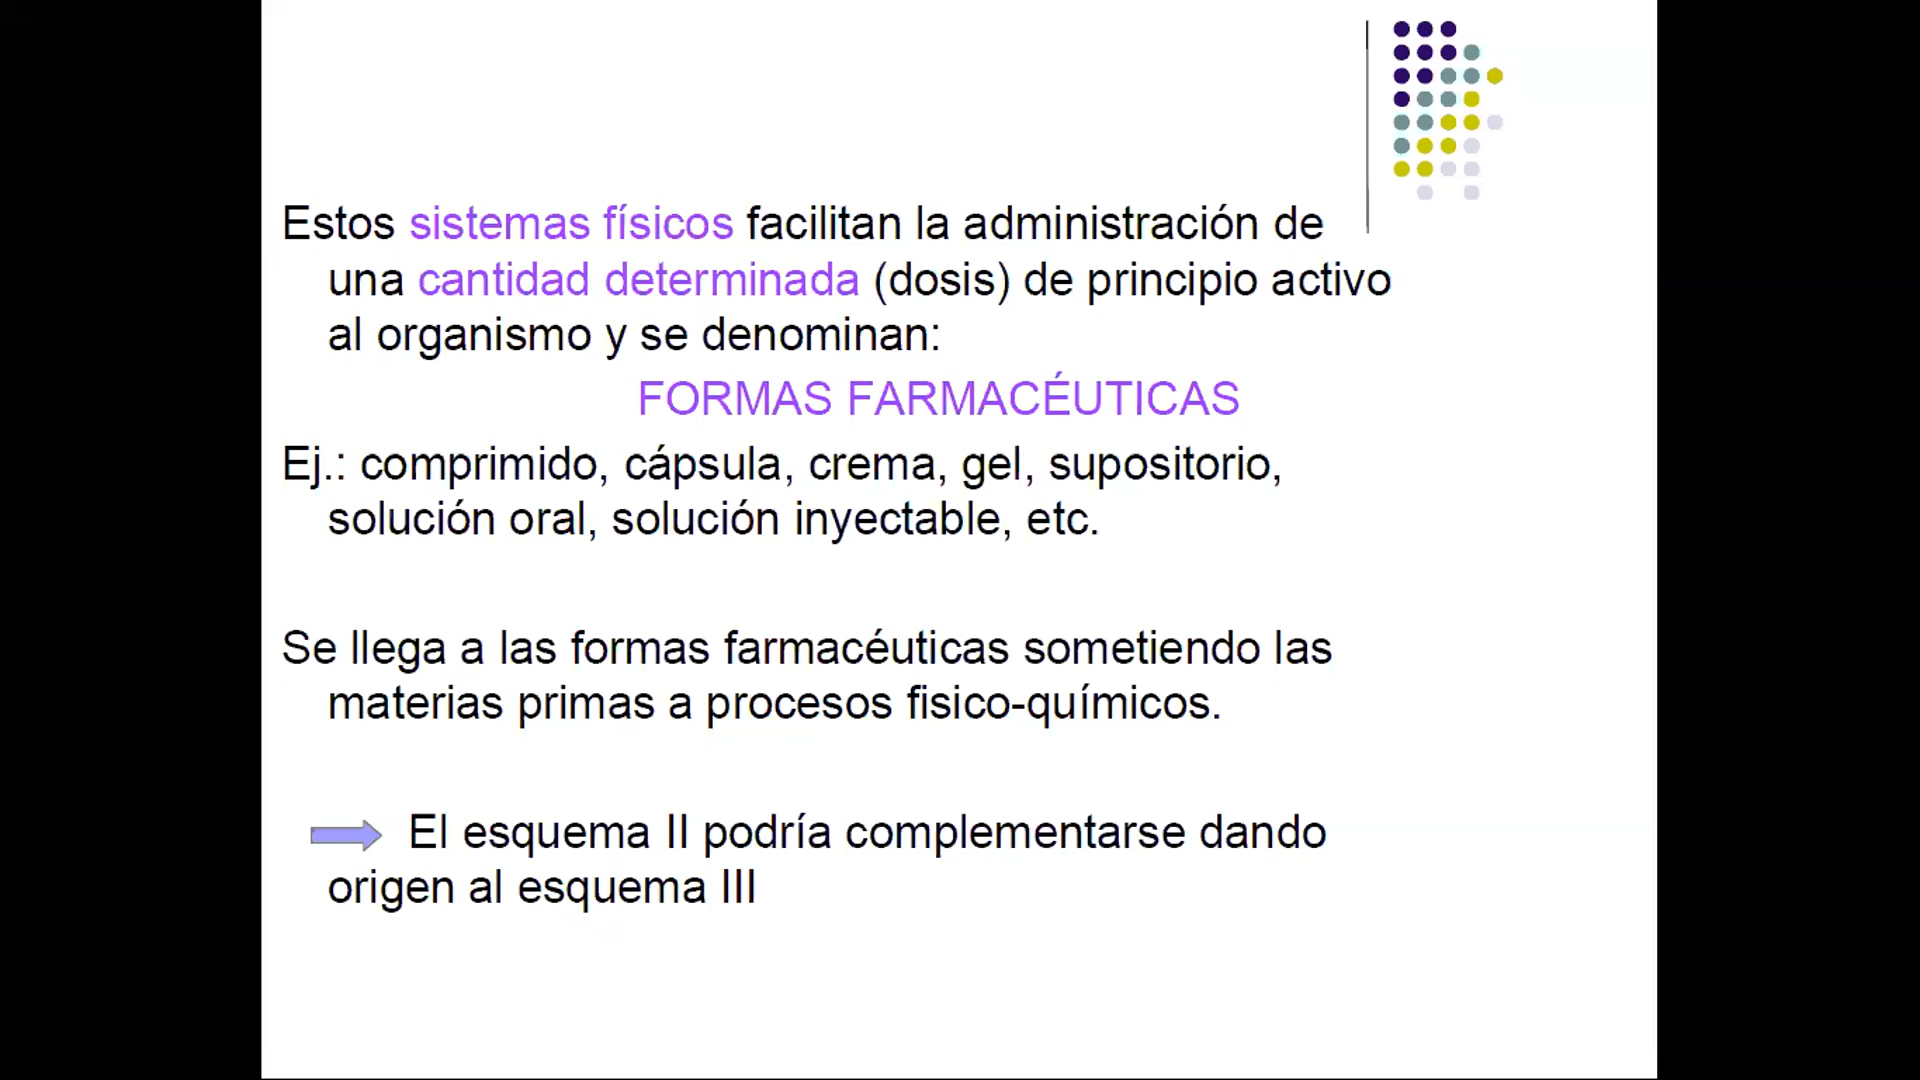 Estos sistemas físicos facilitan la administración de
una cantidad determinada (dosis) de principio activo
al organismo y se denominan:
FORMAS FARMACÉUTICAS
Ej.: comprimido, cápsula, crema, gel, supositorio,
solución oral, solución inyectable, etc.
Se llega a las formas farmacéuticas sometiendo las
materias primas a procesos fisico-químicos.
El esquema II podría complementarse dando
origen al esquema III